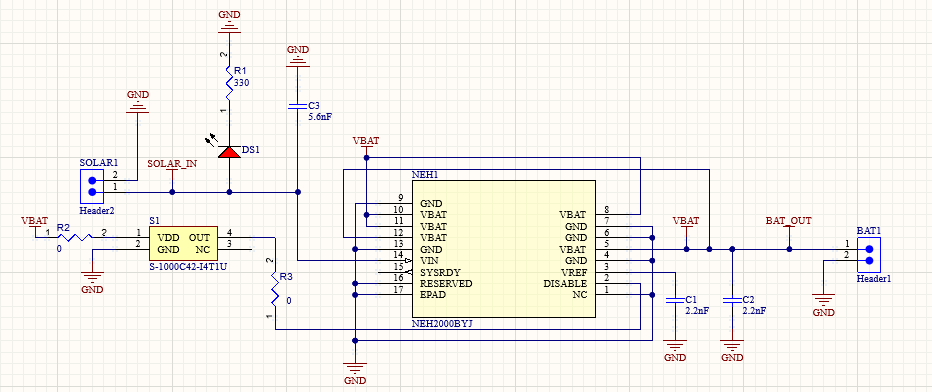 GND
GND
2
R1
330
1
GND
C3
5.6nF
DS1
VBAT
SOLAR1
SOLAR_IN
2
1
Header2
NEH1
9 GND
10 VBAT VBAT 8
11 VBAT GND 7
12 VBAT GND 6
13 GND VBAT 5
14 VIN GND 4
15 SYSRDY VREF 3
16 RESERVED DISABLE 2
17 EPAD NC 1
NEH2000BYJ
VBAT
R2
1 2
0
S1
1 VDD OUT 4
2 GND NC 3
S-1000C42-I4T1U
GND
2
R3
0
1
VBAT
BAT_OUT
BAT1
1
2
Header1
C1
2.2nF
C2
2.2nF
GND
GND
GND
GND